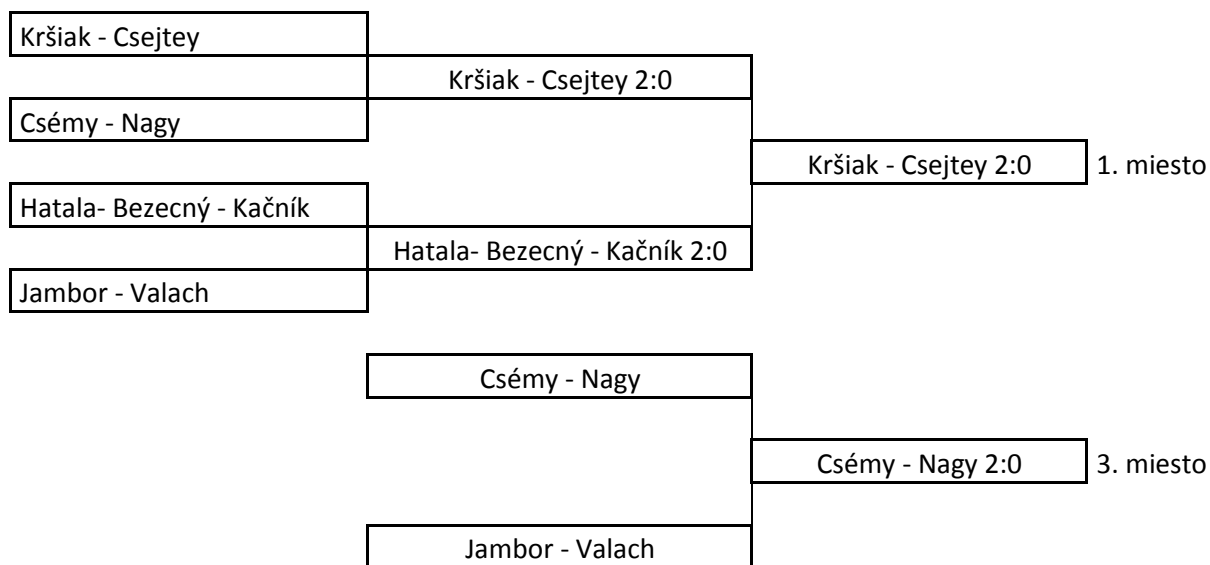 Kršiak - Csejtey
Kršiak - Csejtey 2:0
Csémy - Nagy
Kršiak - Csejtey 2:0 1. miesto
Hatala- Bezecný - Kačník
Hatala- Bezecný - Kačník 2:0
Jambor - Valach
Csémy - Nagy
Csémy - Nagy 2:0 3. miesto
Jambor - Valach